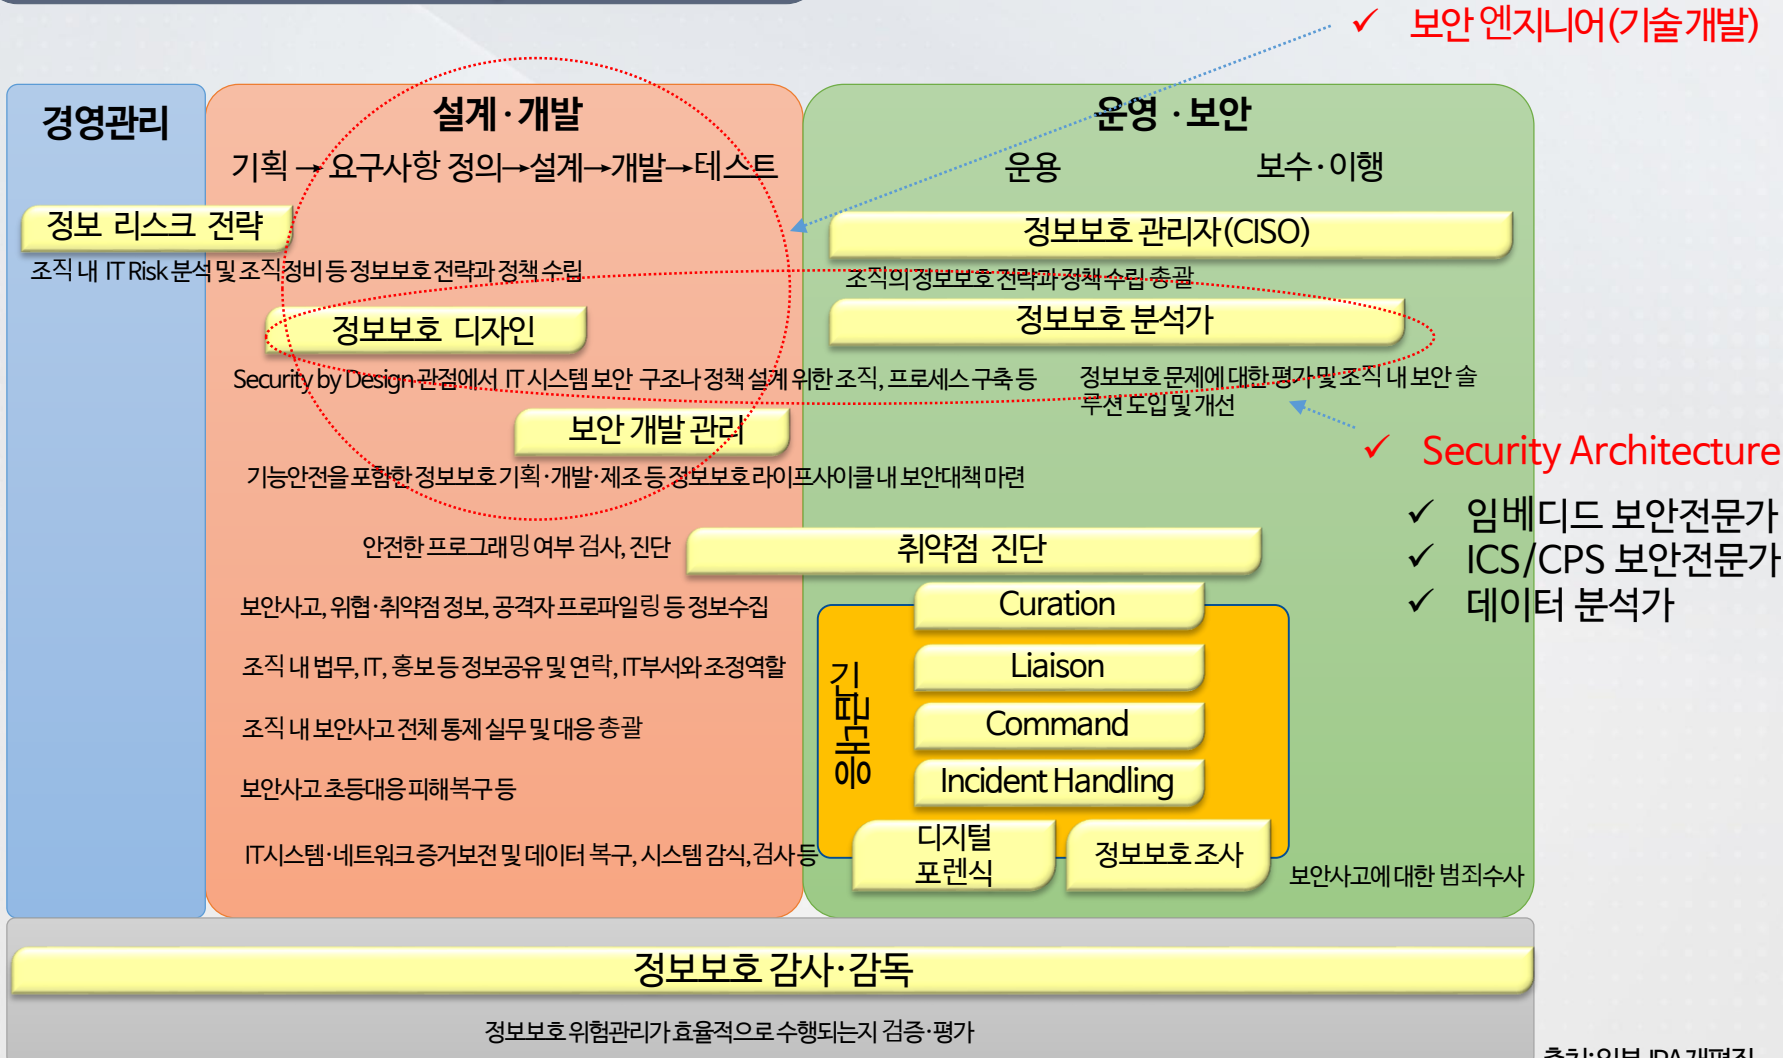 ✓ 보안 엔지니어(기술개발)
경영관리
설계·개발
운영·보안
기획→요구사항 정의→설계→개발→테스트
운용
보수·이행
정보 리스크 전략
조직 내 IT Risk 분석 및 조직정비 등 정보보호 전략과 정책 수립
정보보호 관리자(CISO)
조직의 정보보호 전략과 정책 수립 총괄
정보보호 디자인
Security by Design 관점에서 IT 시스템 보안 구조나 정책 설계 위한 조직, 프로세스 구축 등
정보보호 분석가
정보보호 문제에 대한 평가 및 조직 내 보안 솔
루션 도입 및 개선
보안 개발 관리
기능안전을 포함한 정보보호 기획·개발·제조 등 정보보호 라이프사이클 내 보안대책 마련
✓ Security Architecture
✓ 임베디드 보안전문가
✓ ICS/CPS 보안전문가
✓ 데이터 분석가
안전한 프로그래밍 여부 검사, 진단
취약점 진단
보안사고, 위협·취약점 정보, 공격자 프로파일링 등 정보수집
Curation
조직 내 법무, IT, 홍보 등 정보공유 및 연락, IT부서와 조정역할
Liaison
긴급대응
조직 내 보안사고 전체 통제 실무 및 대응 총괄
Command
보안사고 초등대응 피해복구 등
Incident Handling
IT시스템·네트워크 증거보전 및 데이터 복구, 시스템 감식, 검사 등
디지털
포렌식
정보보호 조사
보안사고에 대한 범죄수사
정보보호 감사·감독
정보보호 위험관리가 효율적으로 수행되는지 검증·평가